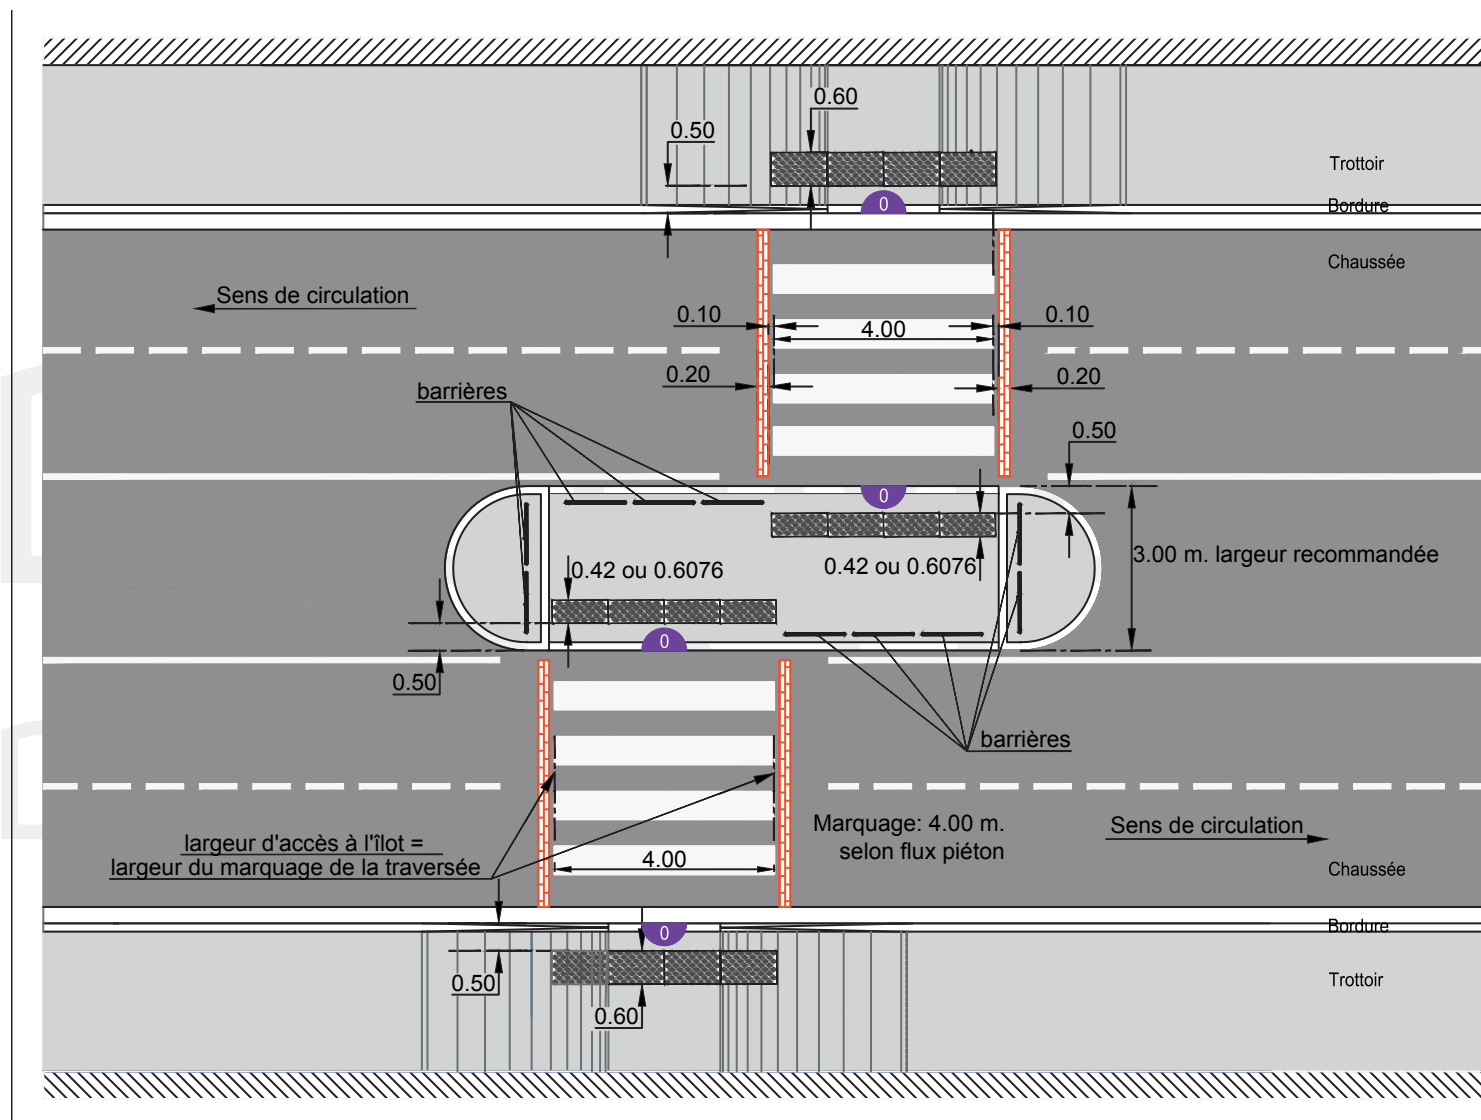 0.60
0.50
Trottoir
0
Bordure
Chaussée
Sens de circulation
0.10
4.00
0.10
0.20
0.20
barrières
0.50
0
3.00 m. largeur recommandée
0.42 ou 0.6076
0.42 ou 0.6076
0
0.50
barrières
Marquage: 4.00 m.
selon flux piéton
Sens de circulation
largeur d'accès à l'îlot =
largeur du marquage de la traversée
4.00
Chaussée
0
Bordure
0.50
0.60
Trottoir